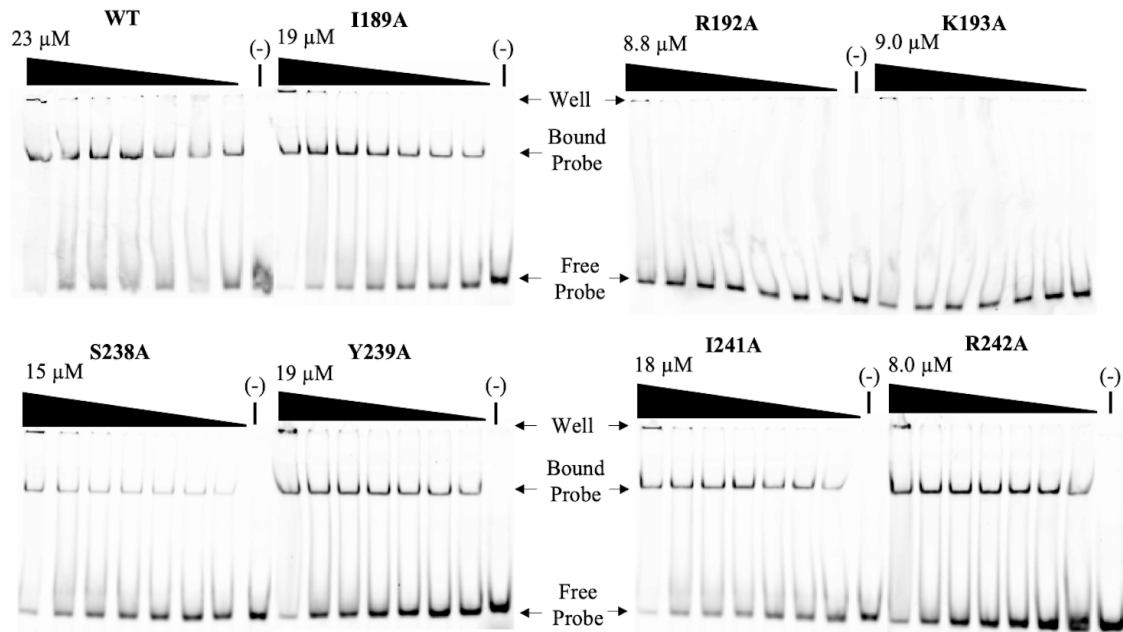 WT
I189A
R192A
K193A
23 µM
(-)
19 µM
(-)
8.8 µM
(-)
9.0 µM
Well
Bound
Probe
Free
Probe
S238A
Y239A
I241A
R242A
15 µM
(-)
19 µM
(-)
18 µM
(-)
8.0 µM
(-)
Well
Bound
Probe
Free
Probe